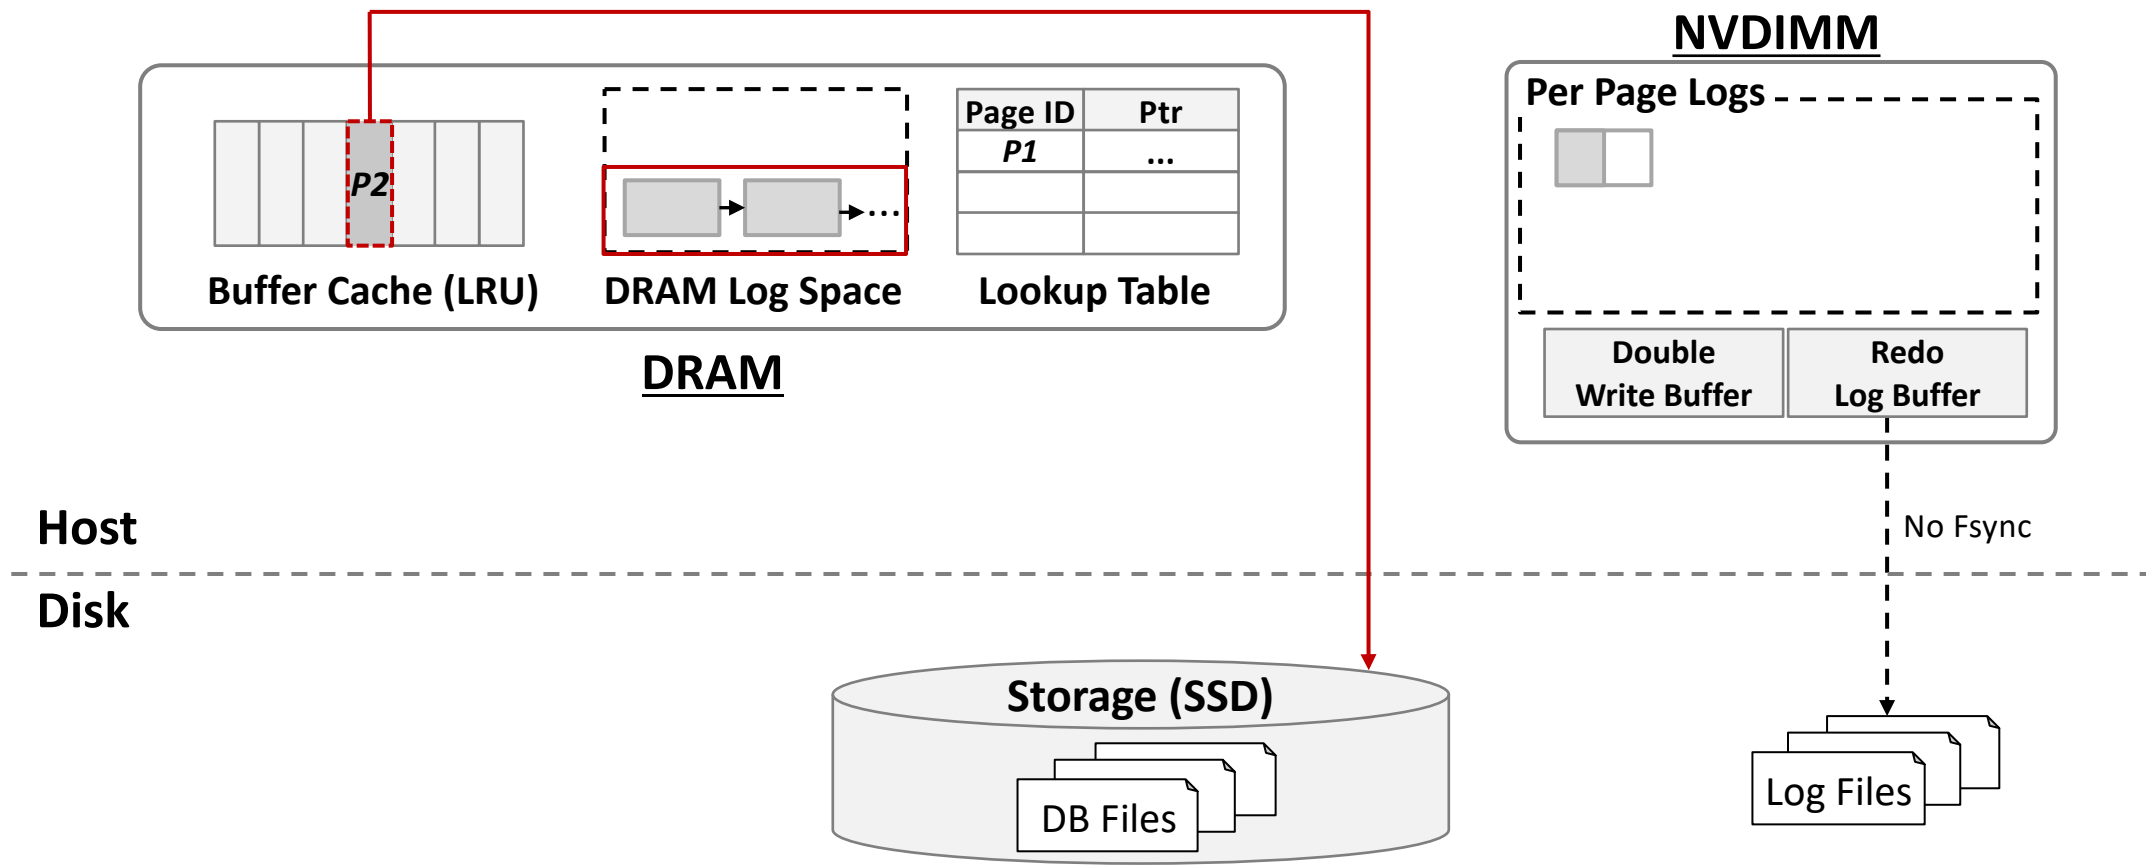 NVDIMM
Per Page Logs
Page ID Ptr
P1 ...
P2
...
Buffer Cache (LRU)
DRAM Log Space
Lookup Table
DRAM
Double
Write Buffer
Redo
Log Buffer
Host
No Fsync
Disk
Storage (SSD)
DB Files
Log Files